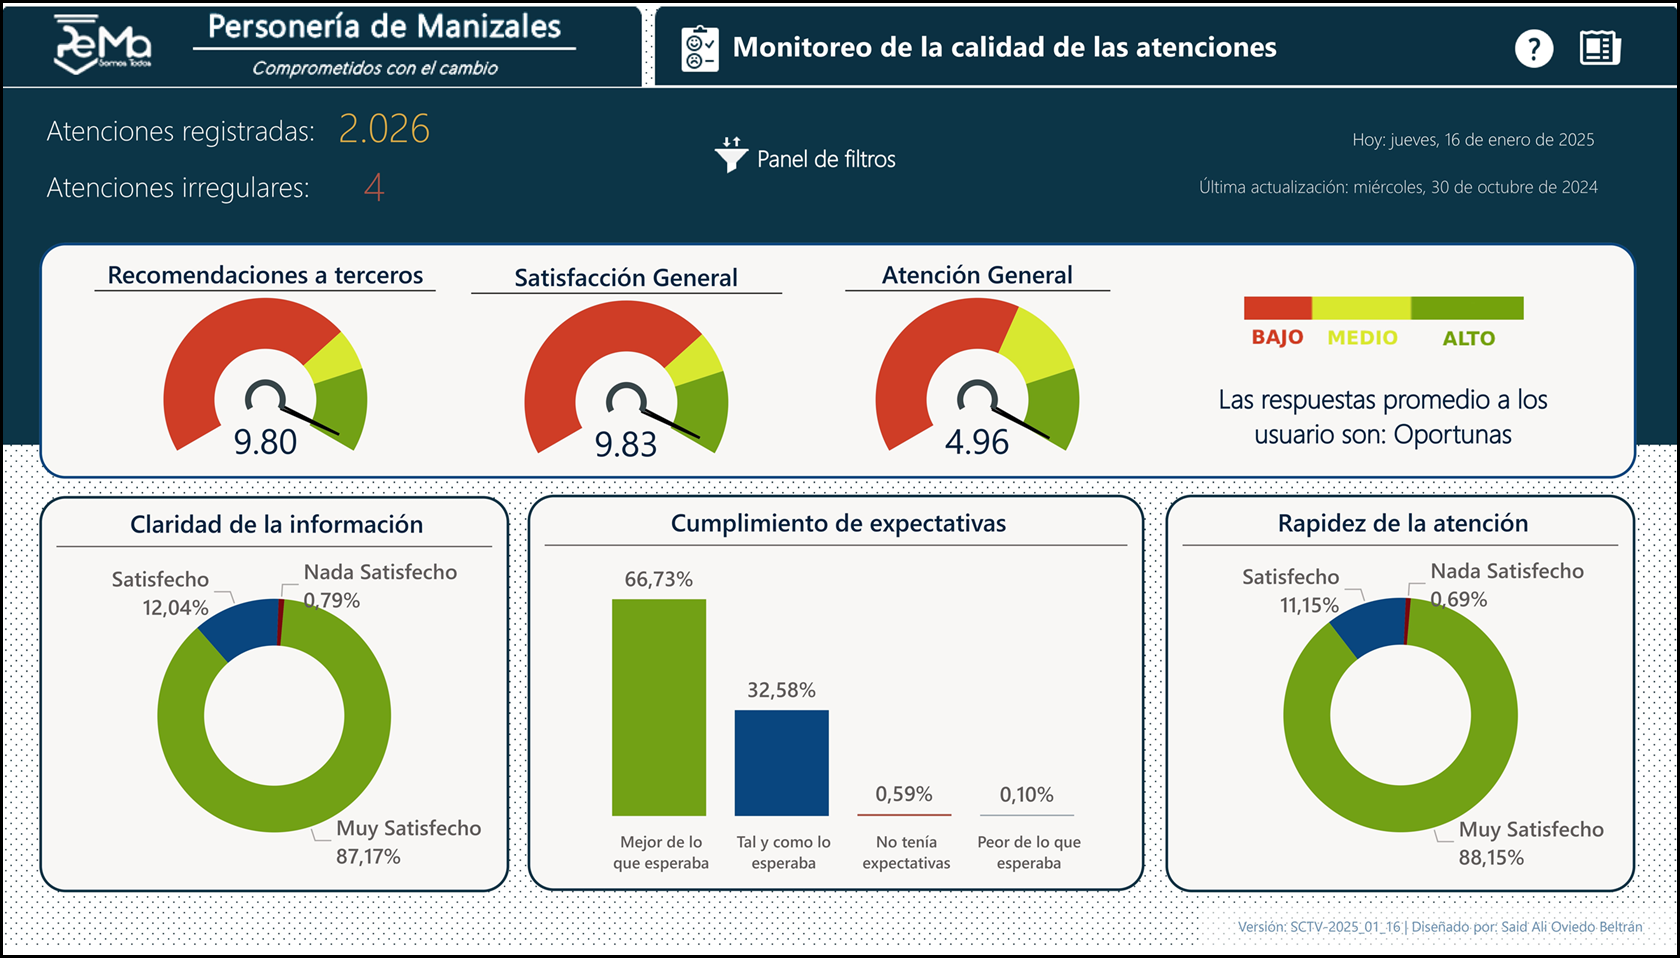 PeMa
Somos Todos
Personería de Manizales
Comprometidos con el cambio
Monitoreo de la calidad de las atenciones
?
Atenciones registradas: 2.026
Atenciones irregulares: 4
Panel de filtros
Hoy: jueves, 16 de enero de 2025
Última actualización: miércoles, 30 de octubre de 2024
Recomendaciones a terceros
9.80
Satisfacción General
9.83
Atención General
4.96
BAJO MEDIO ALTO
Las respuestas promedio a los
usuario son: Oportunas
Claridad de la información
Satisfecho
12,04%
Nada Satisfecho
0,79%
Muy Satisfecho
87,17%
Cumplimiento de expectativas
66,73%
32,58%
0,59%
0,10%
Mejor de lo
que esperaba
Tal y como lo
esperaba
No tenía
expectativas
Peor de lo que
esperaba
Rapidez de la atención
Satisfecho
11,15%
Nada Satisfecho
0,69%
Muy Satisfecho
88,15%
Versión: SCTV-2025_01_16 | Diseñado por: Said Ali Oviedo Beltrán